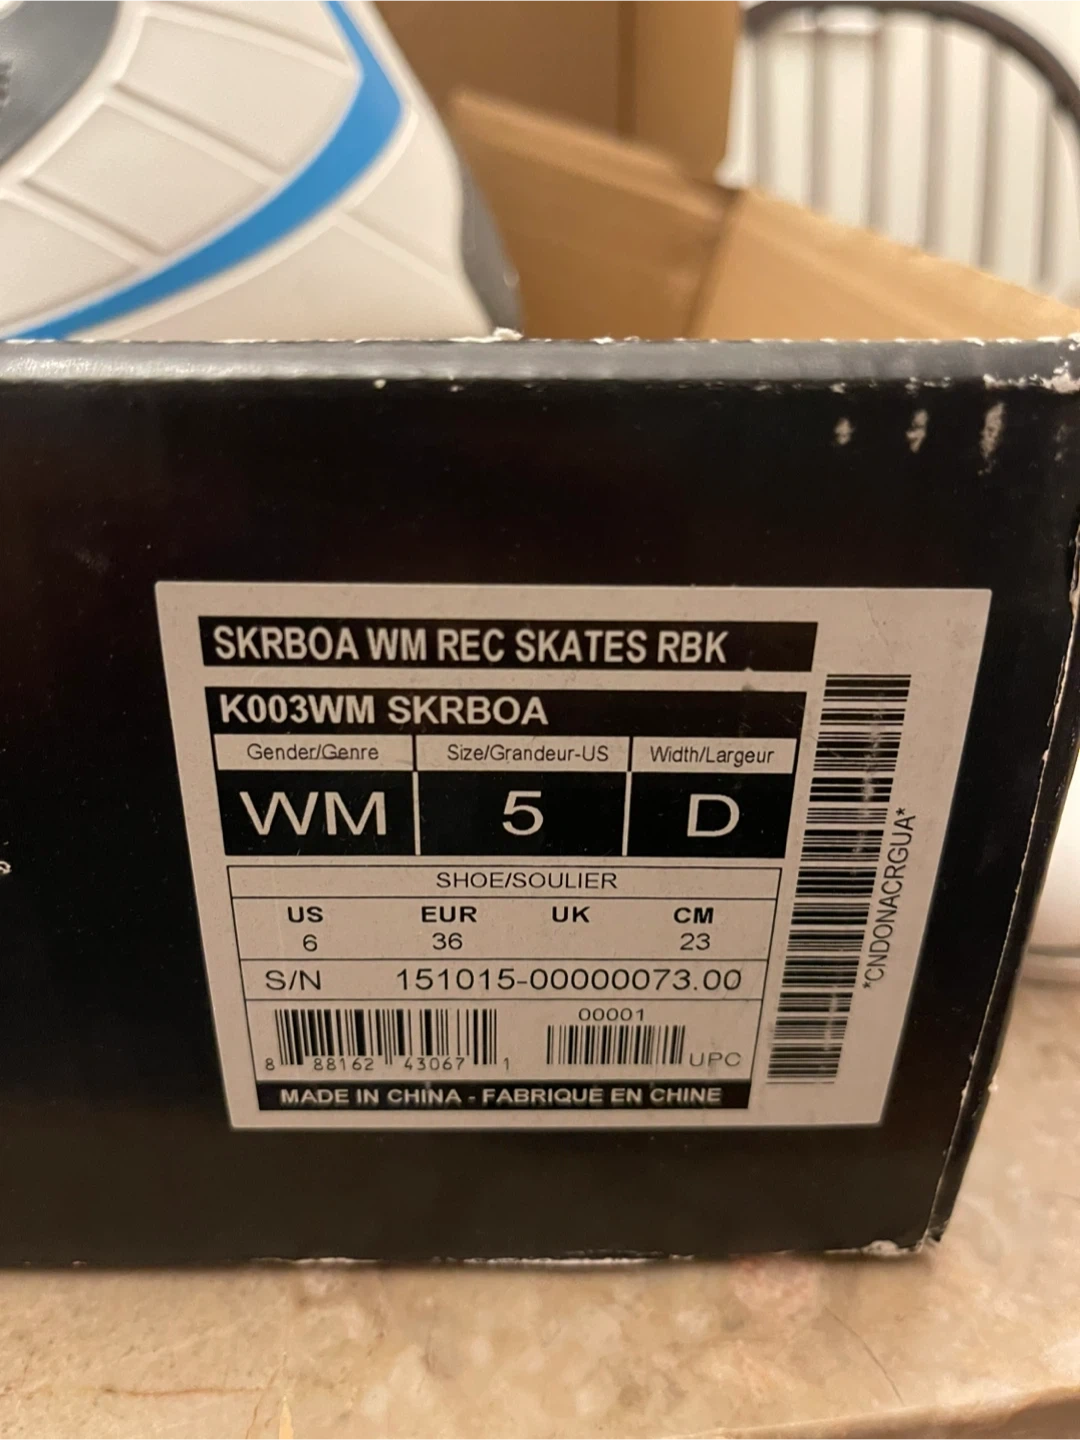 SKRBOA WM REC SKATES RBK
K003WM SKRBOA
Gender/Genre Size/Grandeur-US Width/Largeur
WM 5 D
SHOE/SOULIER
US EUR UK CM
6 36 23
S/N 151015-00000073.00
00001
8 88162 43067 1 UPC
MADE IN CHINA - FABRIQUE EN CHINE
*CNDONACRGUA*